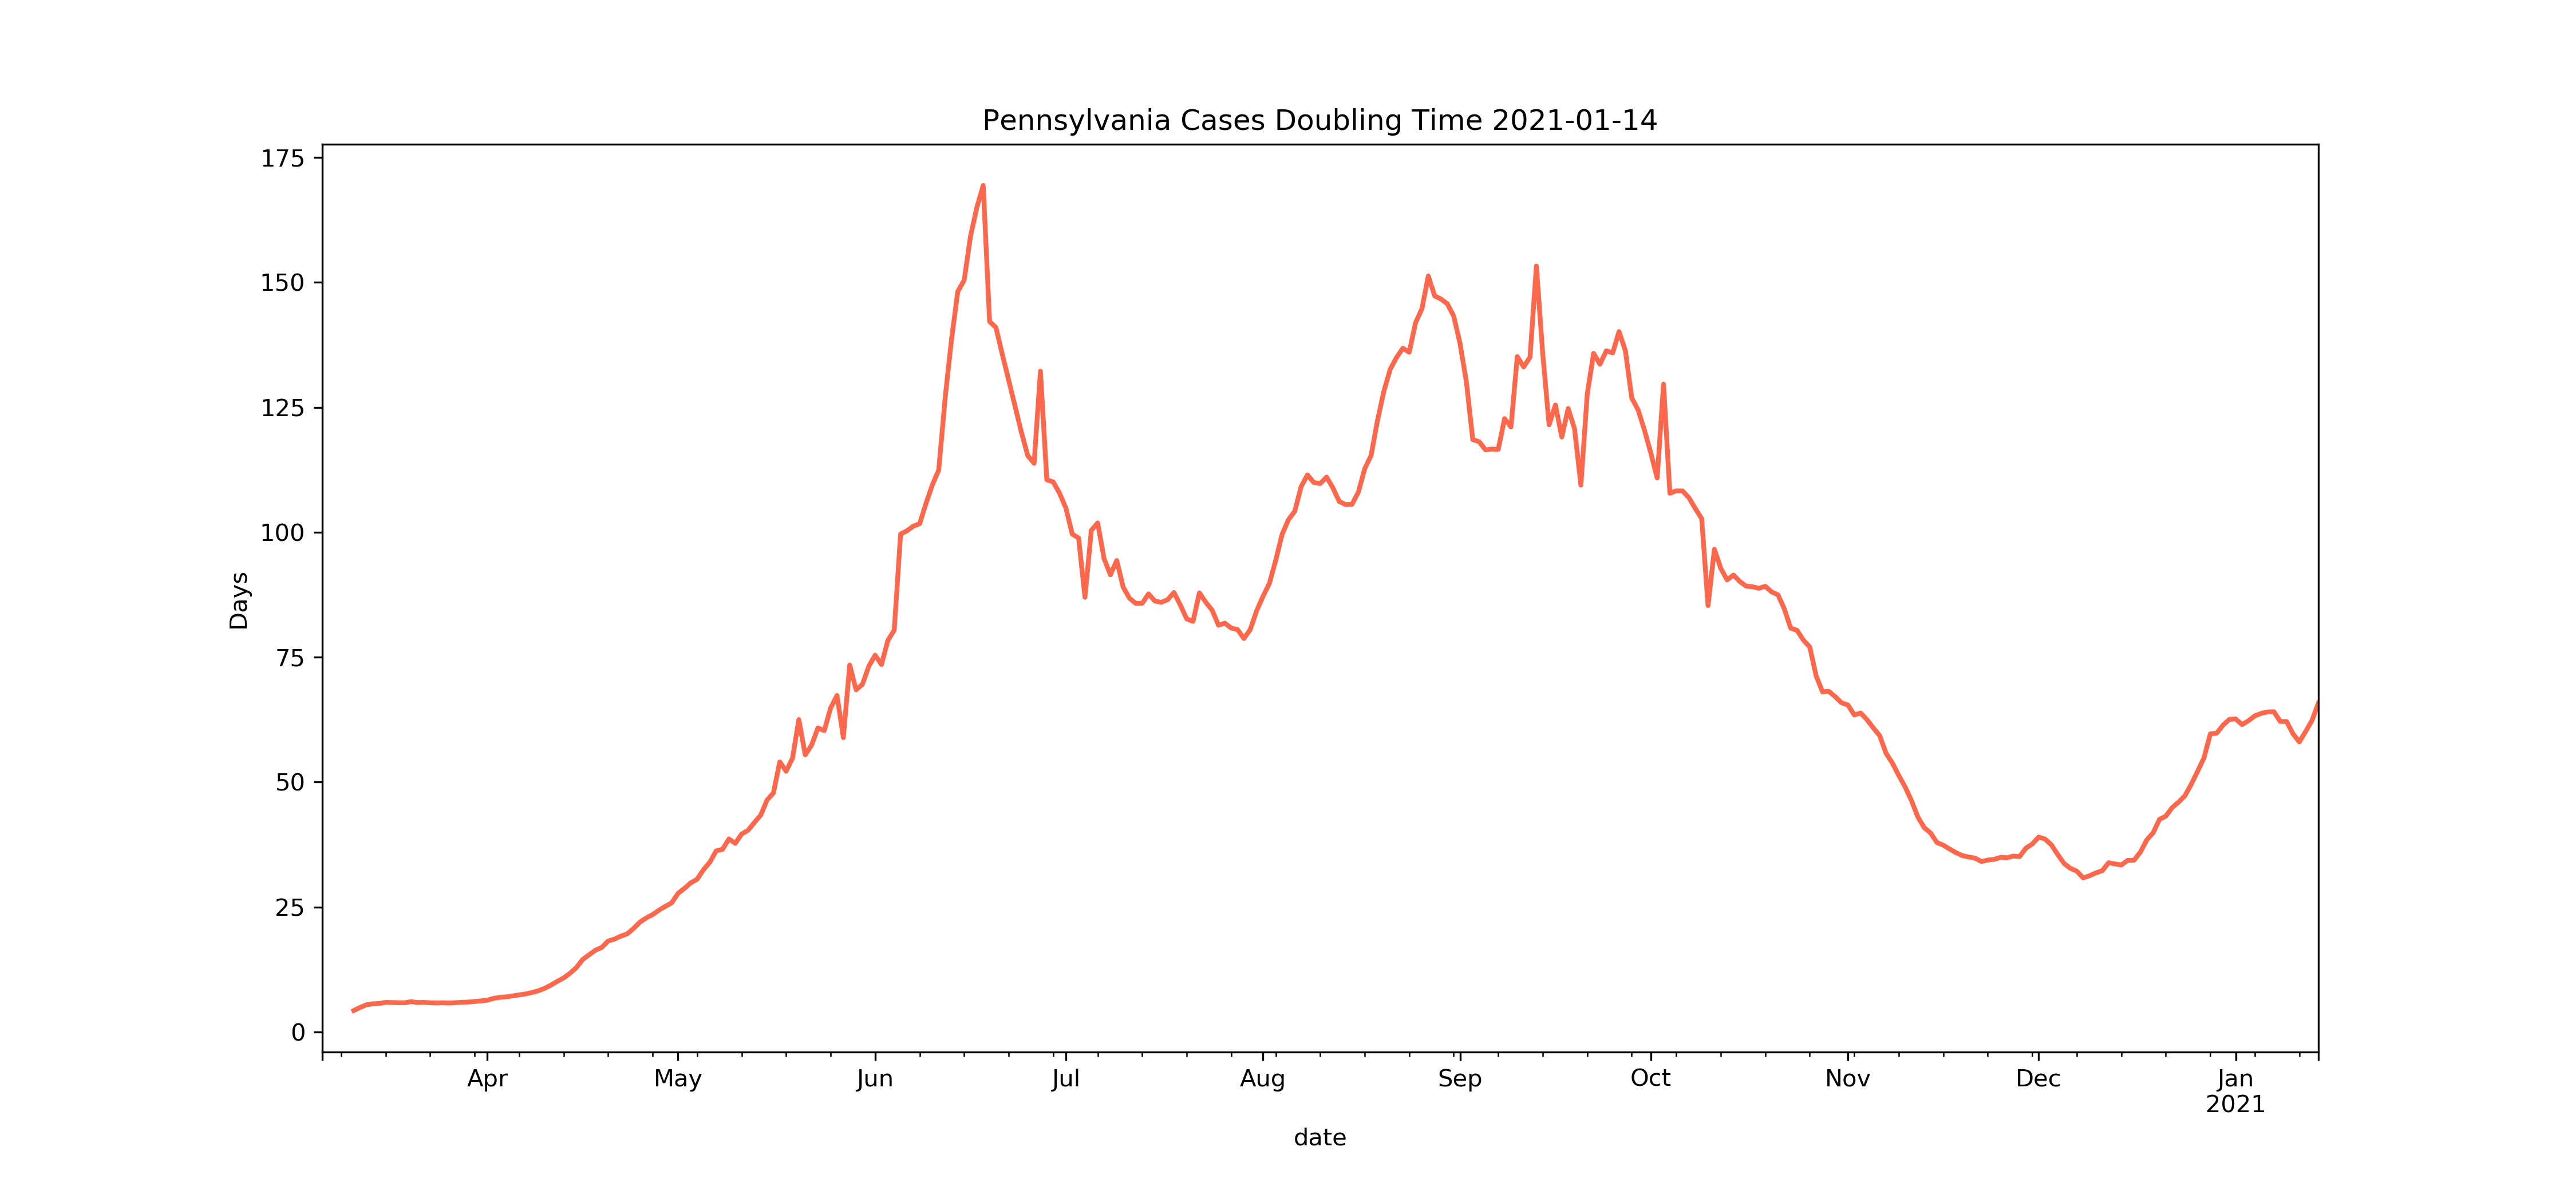 Pennsylvania Cases Doubling Time 2021-01-14
175
150
125
100
75
50
25
0
Days
Apr May Jun Jul Aug Sep Oct Nov Dec Jan
2021
date